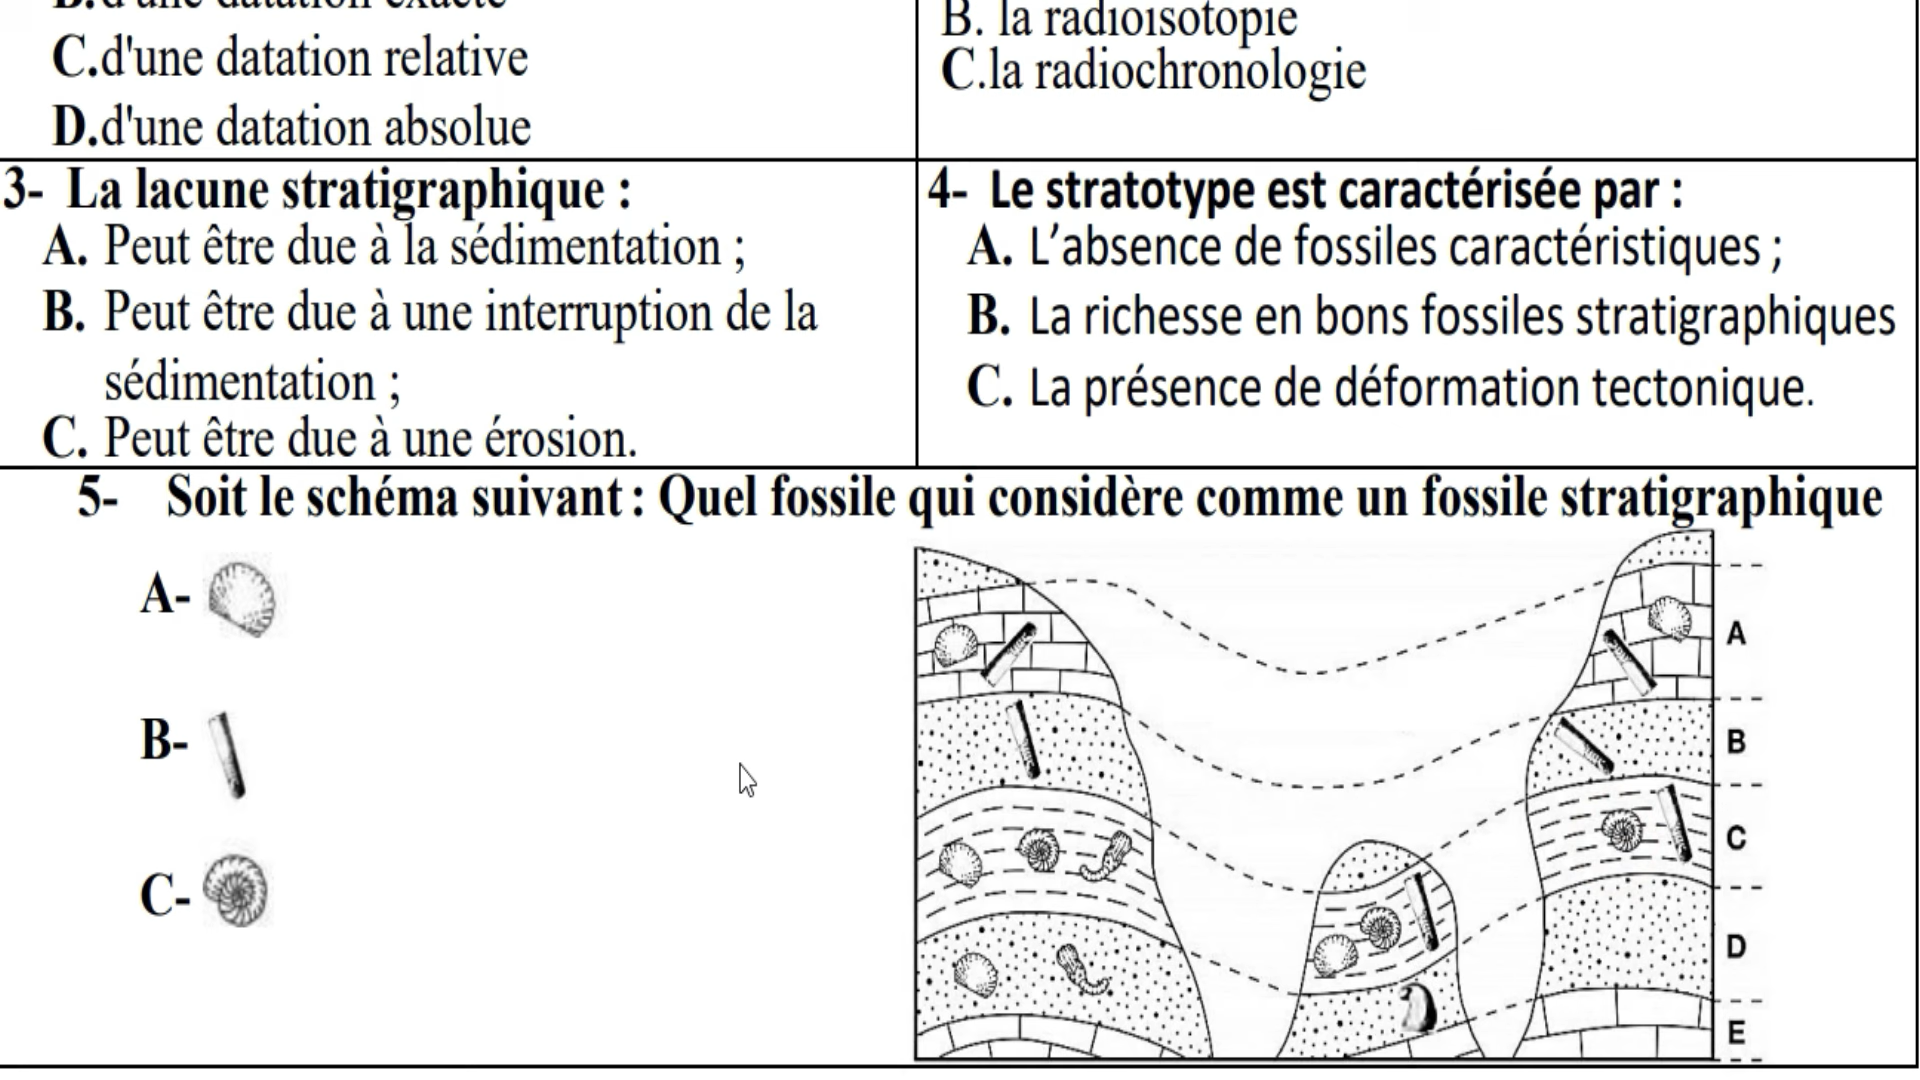 B.d'une datation exacte
C.d'une datation relative
D.d'une datation absolue
B. la radioisotopie
C.la radiochronologie
3- La lacune stratigraphique :
A. Peut être due à la sédimentation ;
B. Peut être due à une interruption de la
sédimentation ;
C. Peut être due à une érosion.
4- Le stratotype est caractérisée par :
A. L’absence de fossiles caractéristiques ;
B. La richesse en bons fossiles stratigraphiques
C. La présence de déformation tectonique.
5- Soit le schéma suivant : Quel fossile qui considère comme un fossile stratigraphique
A-
B-
C-
A
B
C
D
E